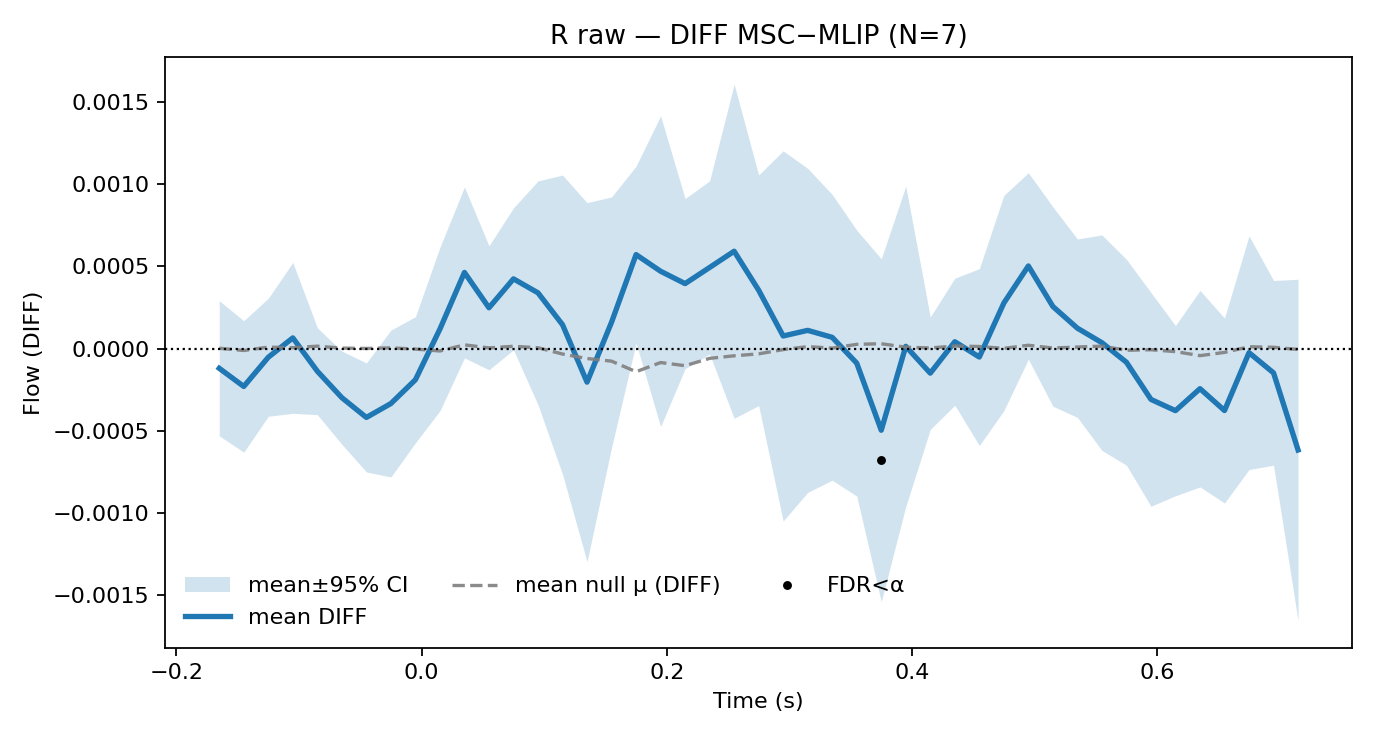 R raw — DIFF MSC−MLIP (N=7)
Flow (DIFF)
0.0015
0.0010
0.0005
0.0000
−0.0005
−0.0010
−0.0015
mean±95% CI
mean DIFF
mean null μ (DIFF)
FDR<α
−0.2
0.0
0.2
0.4
0.6
Time (s)